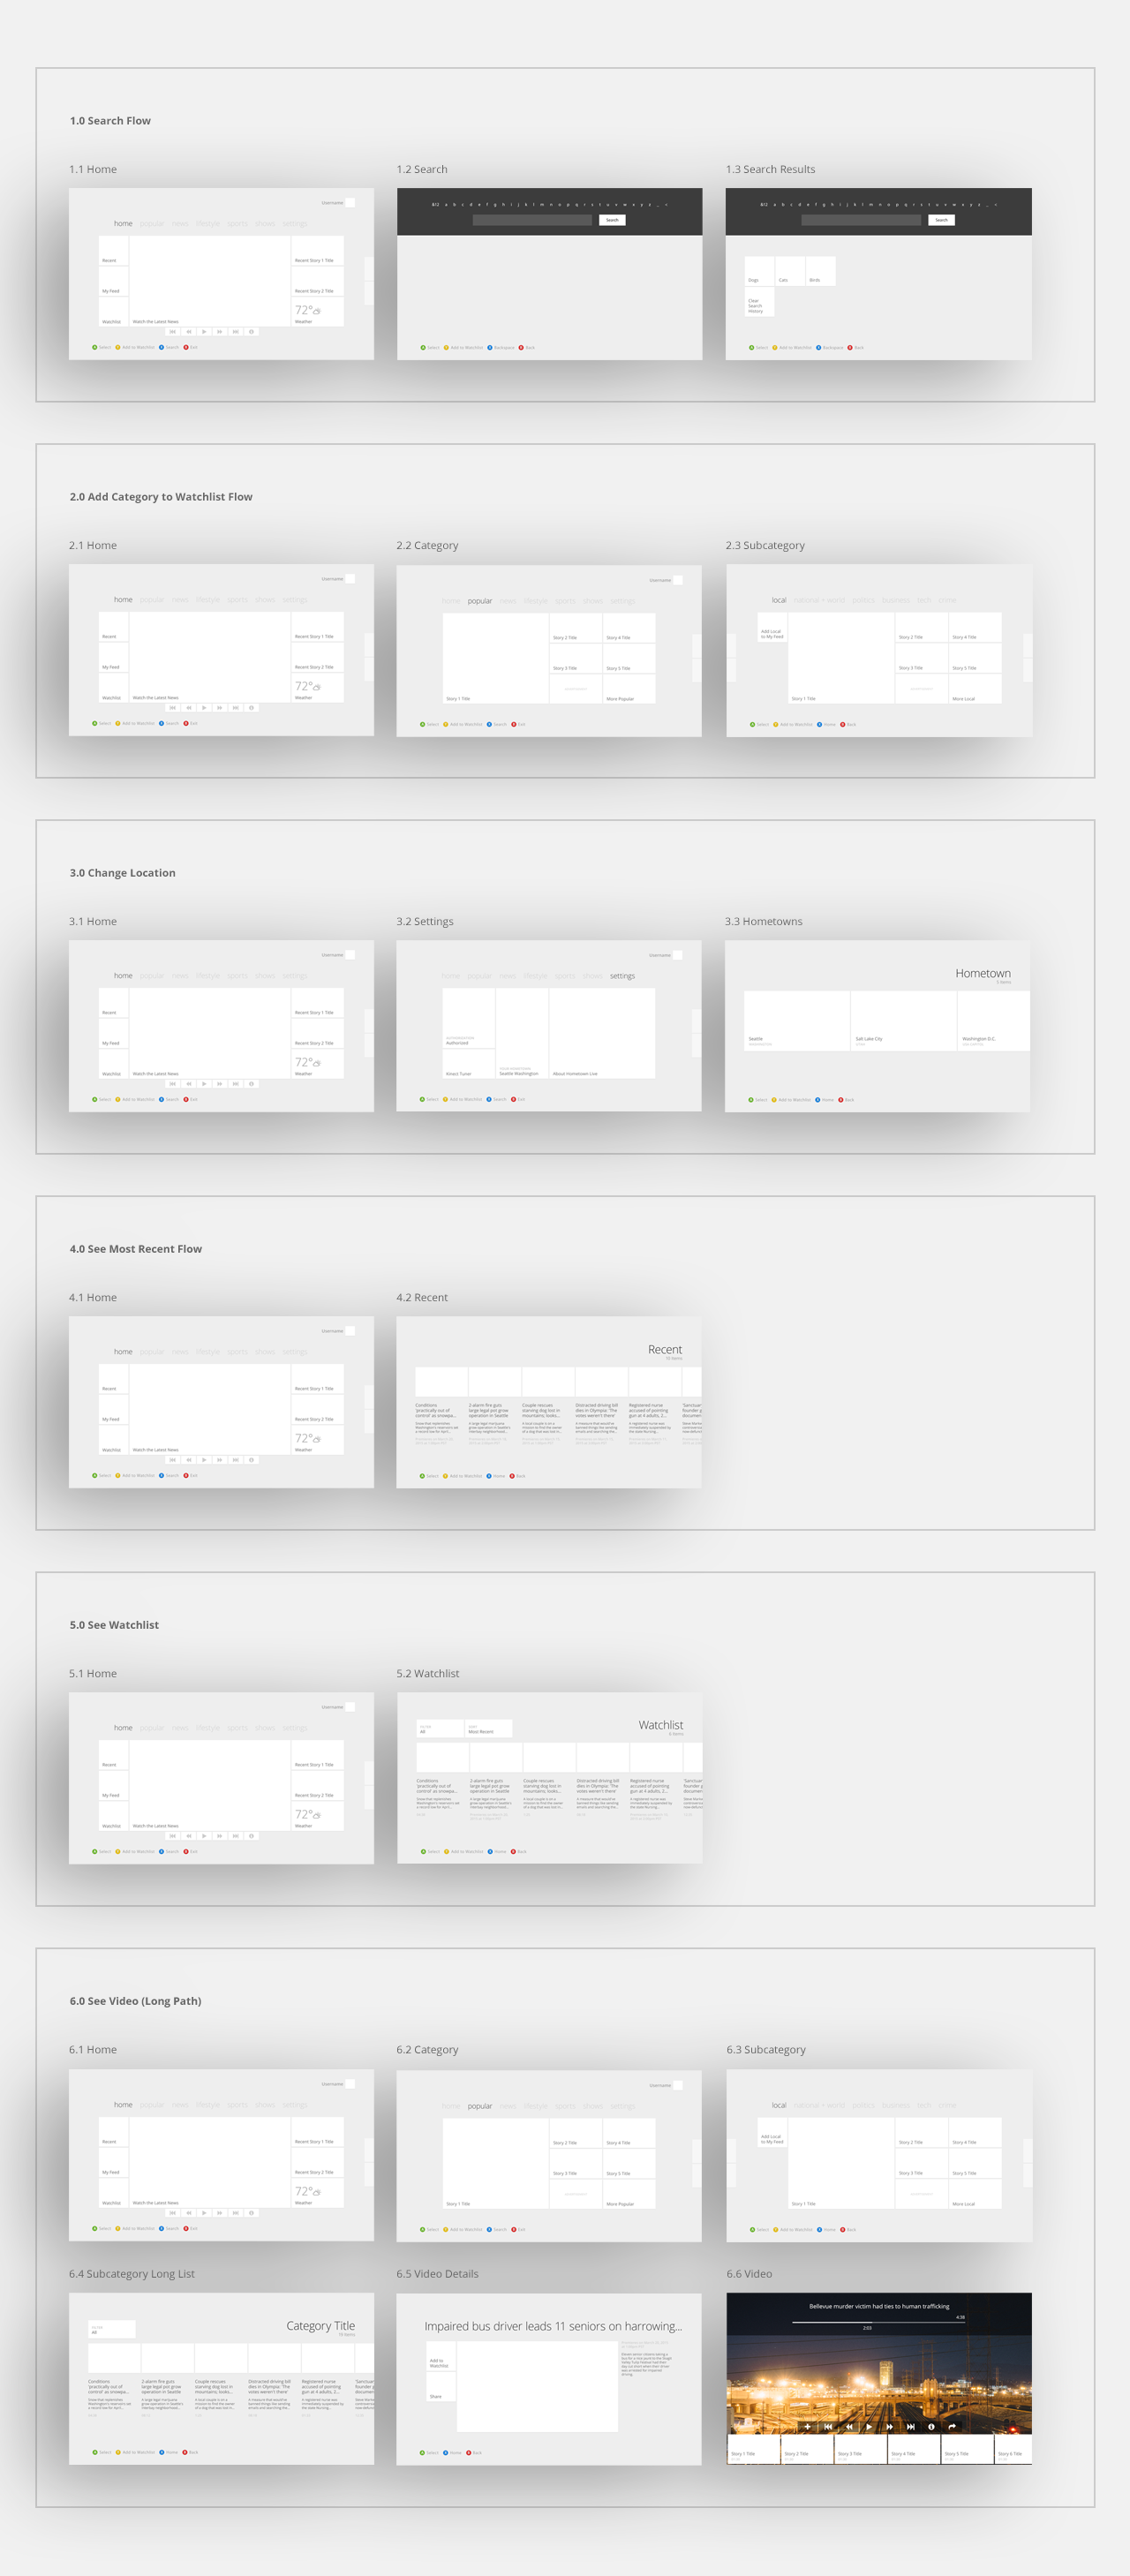 1.0 Search Flow
1.1 Home
1.2 Search
1.3 Search Results
Username
home popular news lifestyle sports shows settings
Recent
Recent Story 1 Title
My Feed
Recent Story 2 Title
72°
Watchlist
Watch the Latest News
Weather
Select Add to Watchlist Search Exit
a b c d e f g h i j k l m n o p q r s t u v w x y z _ <
Search
Select Add to Watchlist Backspace Back
a b c d e f g h i j k l m n o p q r s t u v w x y z _ <
Search
Dogs
Cats
Birds
Clear
Search
History
Select Add to Watchlist Backspace Back
2.0 Add Category to Watchlist Flow
2.1 Home
2.2 Category
2.3 Subcategory
Username
home popular news lifestyle sports shows settings
Recent
Recent Story 1 Title
My Feed
Recent Story 2 Title
72°
Watchlist
Watch the Latest News
Weather
Select Add to Watchlist Search Exit
Username
home popular news lifestyle sports shows settings
Story 2 Title
Story 4 Title
Story 3 Title
Story 5 Title
Story 1 Title
More Popular
Select Add to Watchlist Search Exit
local national + world politics business tech crime
Add Local
to My Feed
Story 2 Title
Story 4 Title
Story 3 Title
Story 5 Title
Story 1 Title
More Local
Select Add to Watchlist Home Back
3.0 Change Location
3.1 Home
3.2 Settings
3.3 Hometowns
Username
home popular news lifestyle sports shows settings
Recent
Recent Story 1 Title
My Feed
Recent Story 2 Title
72°
Watchlist
Watch the Latest News
Weather
Select Add to Watchlist Search Exit
Username
home popular news lifestyle sports shows settings
Authorized
Kinect Tuner
Seattle Washington
About Hometown Live
Select Add to Watchlist Search Exit
Hometown
3 items
Seattle
Salt Lake City
Washington D.C.
Select Add to Watchlist Home Back
4.0 See Most Recent Flow
4.1 Home
4.2 Recent
Username
home popular news lifestyle sports shows settings
Recent
Recent Story 1 Title
My Feed
Recent Story 2 Title
72°
Watchlist
Watch the Latest News
Weather
Select Add to Watchlist Search Exit
Recent
10 items
Conditions
'practically out of
control' as snowpa...
2-alarm fire guts
large legal pot grow
operation in Seattle
Couple rescues
starving dog lost in
mountains; looks...
Distracted driving bill
dies in Olympia: 'The
votes weren't there'
Registered nurse
accused of pointing
gun at 4 adults, 2...
Select Add to Watchlist Home Back
5.0 See Watchlist
5.1 Home
5.2 Watchlist
Username
home popular news lifestyle sports shows settings
Recent
Recent Story 1 Title
My Feed
Recent Story 2 Title
72°
Watchlist
Watch the Latest News
Weather
Select Add to Watchlist Search Exit
All
Most Recent
Watchlist
6 items
Conditions
'practically out of
control' as snowpa...
2-alarm fire guts
large legal pot grow
operation in Seattle
Couple rescues
starving dog lost in
mountains; looks...
Distracted driving bill
dies in Olympia: 'The
votes weren't there'
Registered nurse
accused of pointing
gun at 4 adults, 2...
Select Add to Watchlist Home Back
6.0 See Video (Long Path)
6.1 Home
6.2 Category
6.3 Subcategory
Username
home popular news lifestyle sports shows settings
Recent
Recent Story 1 Title
My Feed
Recent Story 2 Title
72°
Watchlist
Watch the Latest News
Weather
Select Add to Watchlist Search Exit
Username
home popular news lifestyle sports shows settings
Story 2 Title
Story 4 Title
Story 3 Title
Story 5 Title
Story 1 Title
More Popular
Select Add to Watchlist Search Exit
local national + world politics business tech crime
Add Local
to My Feed
Story 2 Title
Story 4 Title
Story 3 Title
Story 5 Title
Story 1 Title
More Local
Select Add to Watchlist Home Back
6.4 Subcategory Long List
6.5 Video Details
6.6 Video
All
Category Title
Conditions
'practically out of
control' as snowpa...
2-alarm fire guts
large legal pot grow
operation in Seattle
Couple rescues
starving dog lost in
mountains; looks...
Distracted driving bill
dies in Olympia: 'The
votes weren't there'
Registered nurse
accused of pointing
gun at 4 adults, 2...
Select Add to Watchlist Home Back
Impaired bus driver leads 11 seniors on harrowing...
Add to
Watchlist
Share
Select Home Back
Bellevue murder victim had ties to human trafficking
4:38
2:03
Story 1 Title
Story 2 Title
Story 3 Title
Story 4 Title
Story 5 Title
Story 6 Title